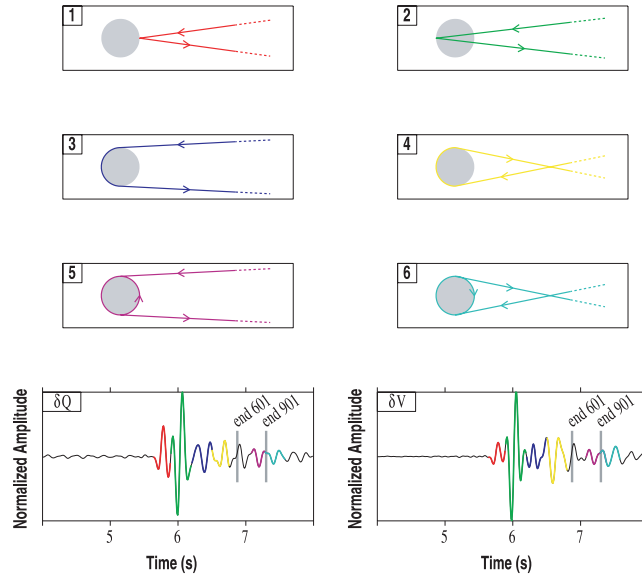 1
2
3
4
5
6
δQ
end 601
end 901
Normalized Amplitude
5
6
7
Time (s)
δV
end 601
end 901
Normalized Amplitude
5
6
7
Time (s)